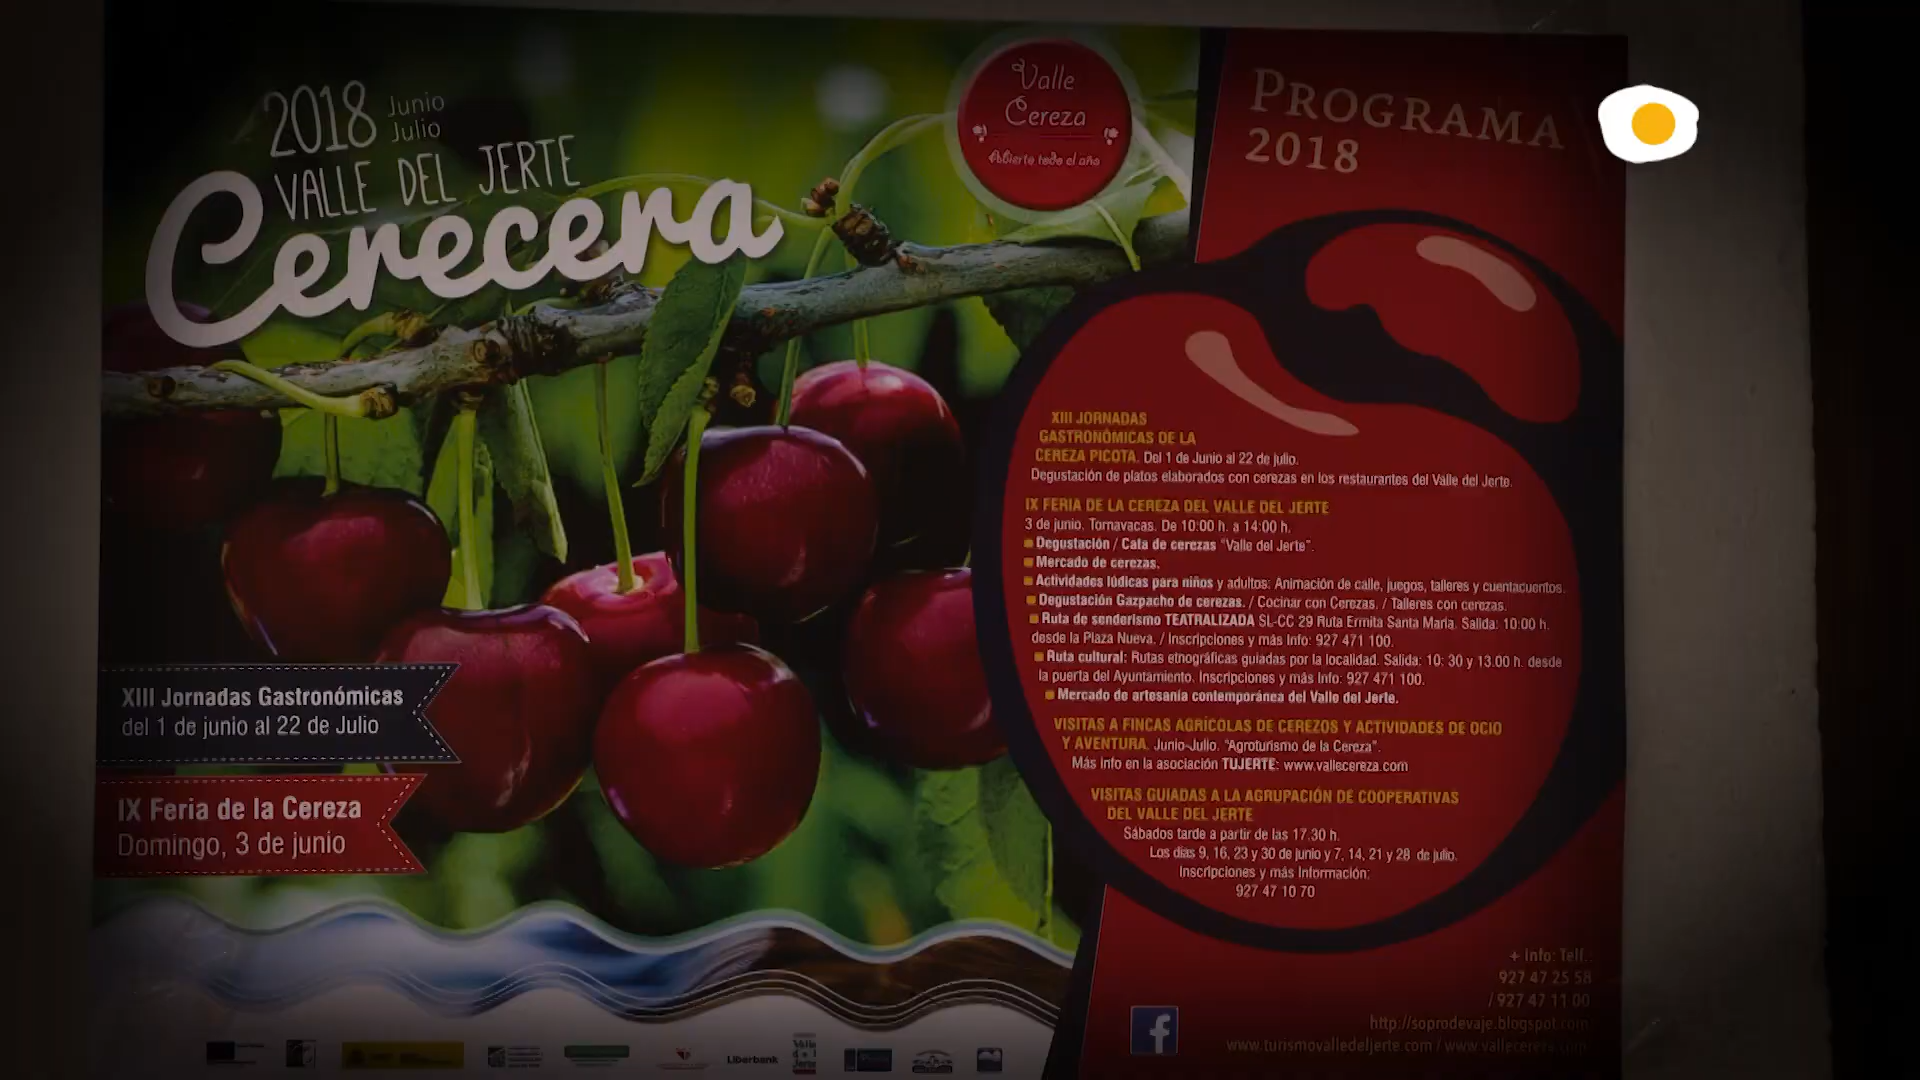 2018 Junio
Julio
VALLE DEL JERTE
Cerecera
Valle
Cereza
Abierto todo el año
XIII Jornadas Gastronómicas
del 1 de junio al 22 de Julio
IX Feria de la Cereza
Domingo, 3 de junio
Liberbank
PROGRAMA
2018
XIII JORNADAS
GASTRONÓMICAS DE LA
CEREZA PICOTA. Del 1 de Junio al 22 de julio.
Degustación de platos elaborados con cerezas en los restaurantes del Valle del Jerte.
IX FERIA DE LA CEREZA DEL VALLE DEL JERTE
3 de junio. Tornavacas. De 10:00 h. a 14:00 h.
Degustación / Cata de cerezas "Valle del Jerte".
Mercado de cerezas.
Actividades lúdicas para niños y adultos: Animación de calle, juegos, talleres y cuentacuentos.
Degustación Gazpacho de cerezas. / Cocinar con Cerezas. / Talleres con cerezas.
Ruta de senderismo TEATRALIZADA SL-CC 29 Ruta Ermita Santa María. Salida: 10:00 h.
desde la Plaza Nueva. / Inscripciones y más Info: 927 471 100.
Ruta cultural: Rutas etnográficas guiadas por la localidad. Salida: 10: 30 y 13.00 h. desde
la puerta del Ayuntamiento. Inscripciones y más Info: 927 471 100.
Mercado de artesanía contemporánea del Valle del Jerte.
VISITAS A FINCAS AGRÍCOLAS DE CEREZOS Y ACTIVIDADES DE OCIO
Y AVENTURA. Junio-Julio. "Agroturismo de la Cereza".
Más info en la asociación TUJERTE: www.vallecereza.com
VISITAS GUIADAS A LA AGRUPACIÓN DE COOPERATIVAS
DEL VALLE DEL JERTE
Sábados tarde a partir de las 17.30 h.
Los días 9, 16, 23 y 30 de junio y 7, 14, 21 y 28 de julio.
Inscripciones y más Información:
927 47 10 70
+ Info: Telf.:
927 47 25 58
/ 927 47 11 00
http://soprodevaje.blogspot.com
www.turismovalledeljerte.com / www.vallecereza.com